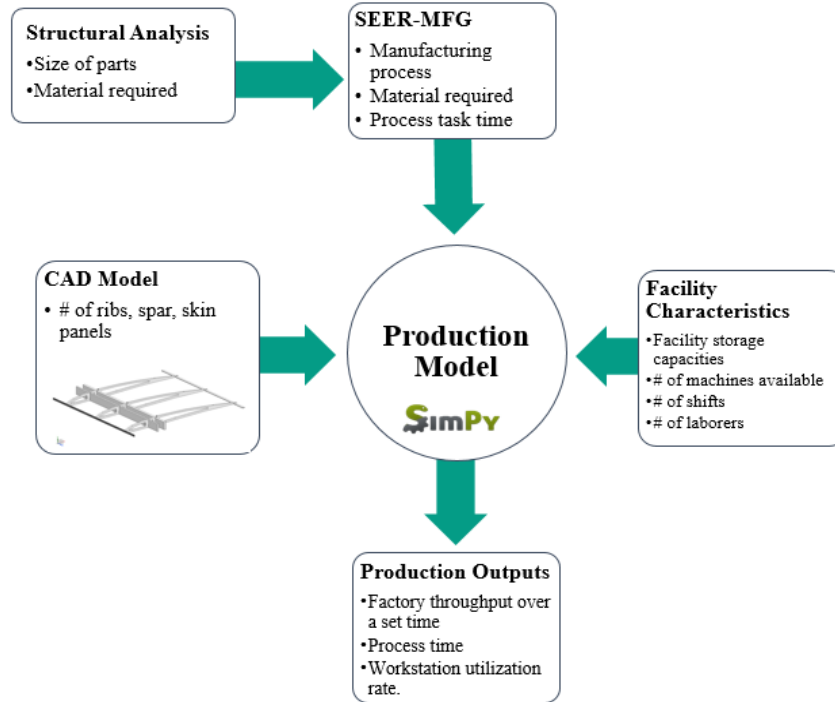 Structural Analysis
•Size of parts
•Material required
SEER-MFG
• Manufacturing
process
• Material required
• Process task time
CAD Model
• # of ribs, spar, skin
panels
Production
Model
SimPy
Facility
Characteristics
•Facility storage
capacities
•# of machines available
•# of shifts
•# of laborers
Production Outputs
•Factory throughput over
a set time
•Process time
•Workstation utilization
rate.